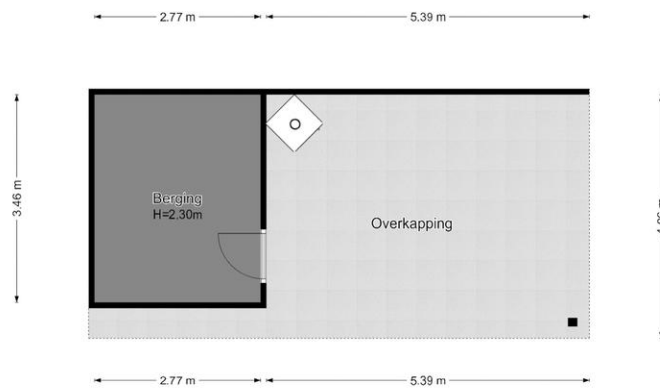 2.77 m
5.39 m
3.46 m
Berging
H=2.30m
Overkapping
2.77 m
5.39 m